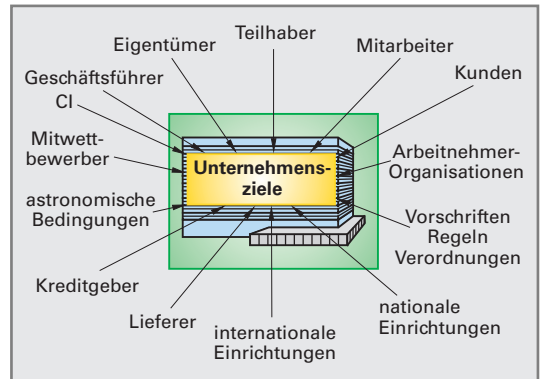 Teilhaber
Eigentümer
Mitarbeiter
Geschäftsführer
Kunden
CI
Mitwett-
bewerber
Unternehmens-
ziele
Arbeitnehmer-
Organisationen
astronomische
Bedingungen
Vorschriften
Regeln
Verordnungen
Kreditgeber
Lieferer
internationale
Einrichtungen
nationale
Einrichtungen